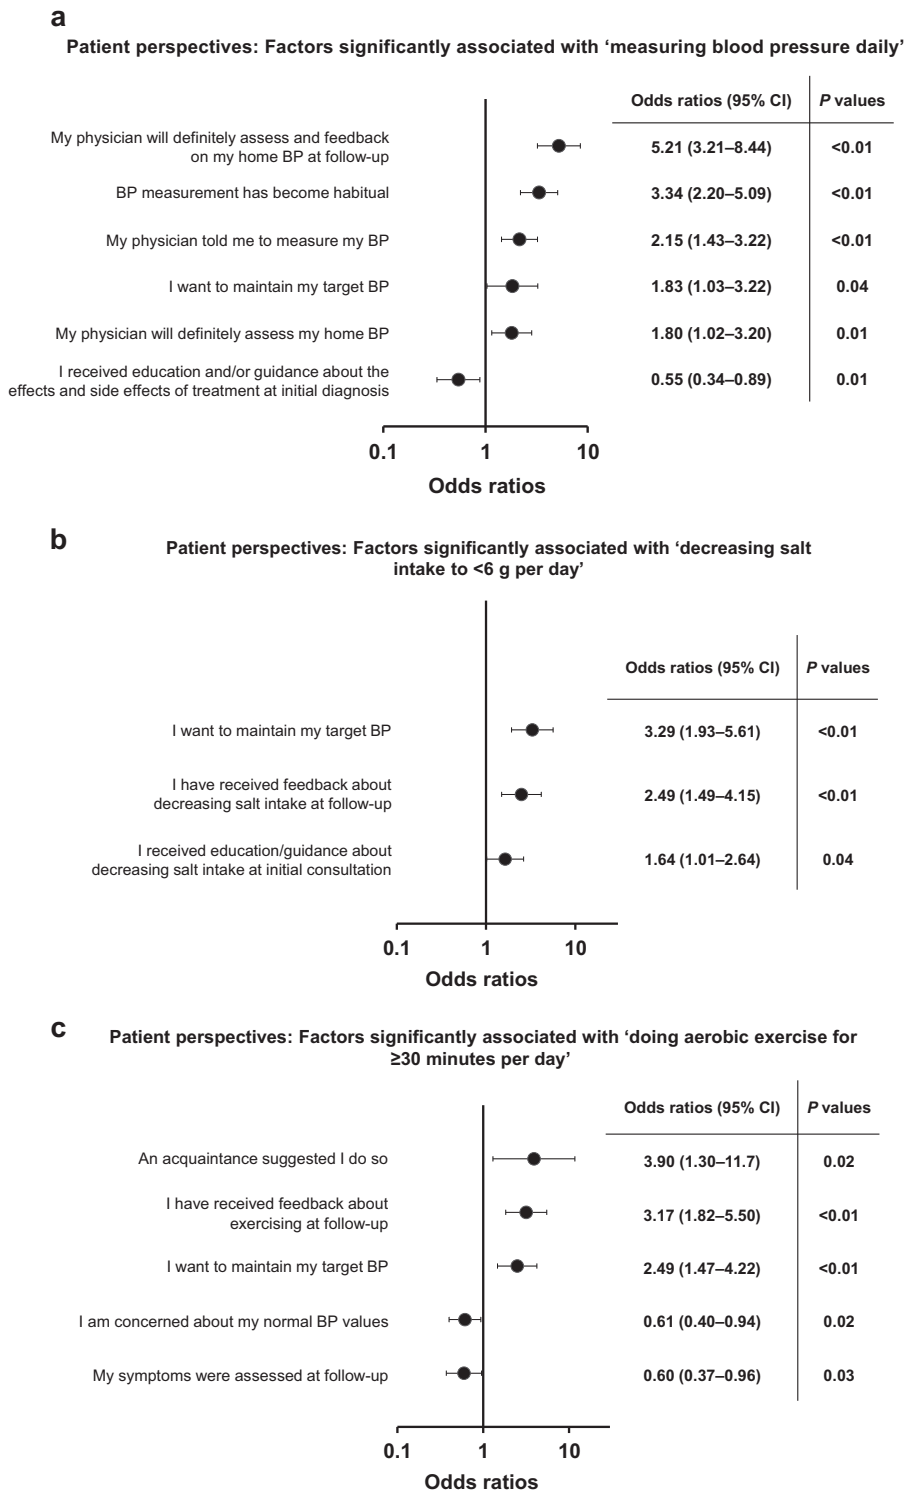 a
Patient perspectives: Factors significantly associated with ‘measuring blood pressure daily’
Odds ratios (95% CI) P values
My physician will definitely assess and feedback
on my home BP at follow-up
5.21 (3.21–8.44) <0.01
BP measurement has become habitual 3.34 (2.20–5.09) <0.01
My physician told me to measure my BP 2.15 (1.43–3.22) <0.01
I want to maintain my target BP 1.83 (1.03–3.22) 0.04
My physician will definitely assess my home BP 1.80 (1.02–3.20) 0.01
I received education and/or guidance about the
effects and side effects of treatment at initial diagnosis
0.55 (0.34–0.89) 0.01
0.1 1 10
Odds ratios
b
Patient perspectives: Factors significantly associated with ‘decreasing salt
intake to <6 g per day’
Odds ratios (95% CI) P values
I want to maintain my target BP 3.29 (1.93–5.61) <0.01
I have received feedback about
decreasing salt intake at follow-up
2.49 (1.49–4.15) <0.01
I received education/guidance about
decreasing salt intake at initial consultation
1.64 (1.01–2.64) 0.04
0.1 1 10
Odds ratios
c
Patient perspectives: Factors significantly associated with ‘doing aerobic exercise for
≥30 minutes per day’
Odds ratios (95% CI) P values
An acquaintance suggested I do so 3.90 (1.30–11.7) 0.02
I have received feedback about
exercising at follow-up
3.17 (1.82–5.50) <0.01
I want to maintain my target BP 2.49 (1.47–4.22) <0.01
I am concerned about my normal BP values 0.61 (0.40–0.94) 0.02
My symptoms were assessed at follow-up 0.60 (0.37–0.96) 0.03
0.1 1 10
Odds ratios